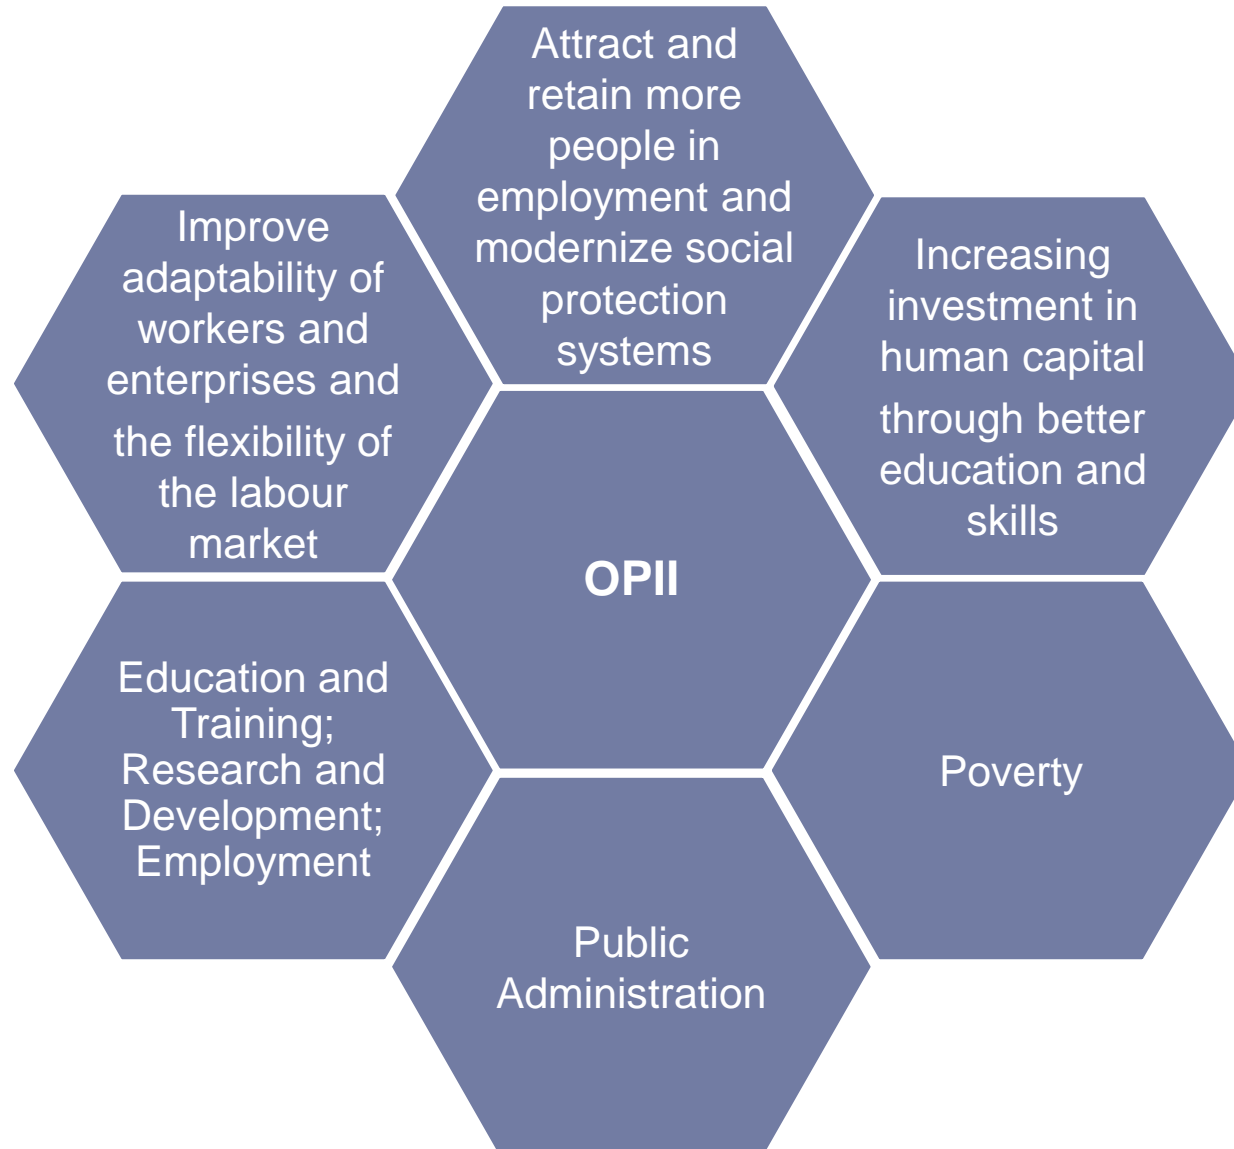 Attract and
retain more
people in
employment and
modernize social
protection
systems
Improve
adaptability of
workers and
enterprises and
the flexibility of
the labour
market
Increasing
investment in
human capital
through better
education and
skills
OPII
Education and
Training;
Research and
Development;
Employment
Poverty
Public
Administration